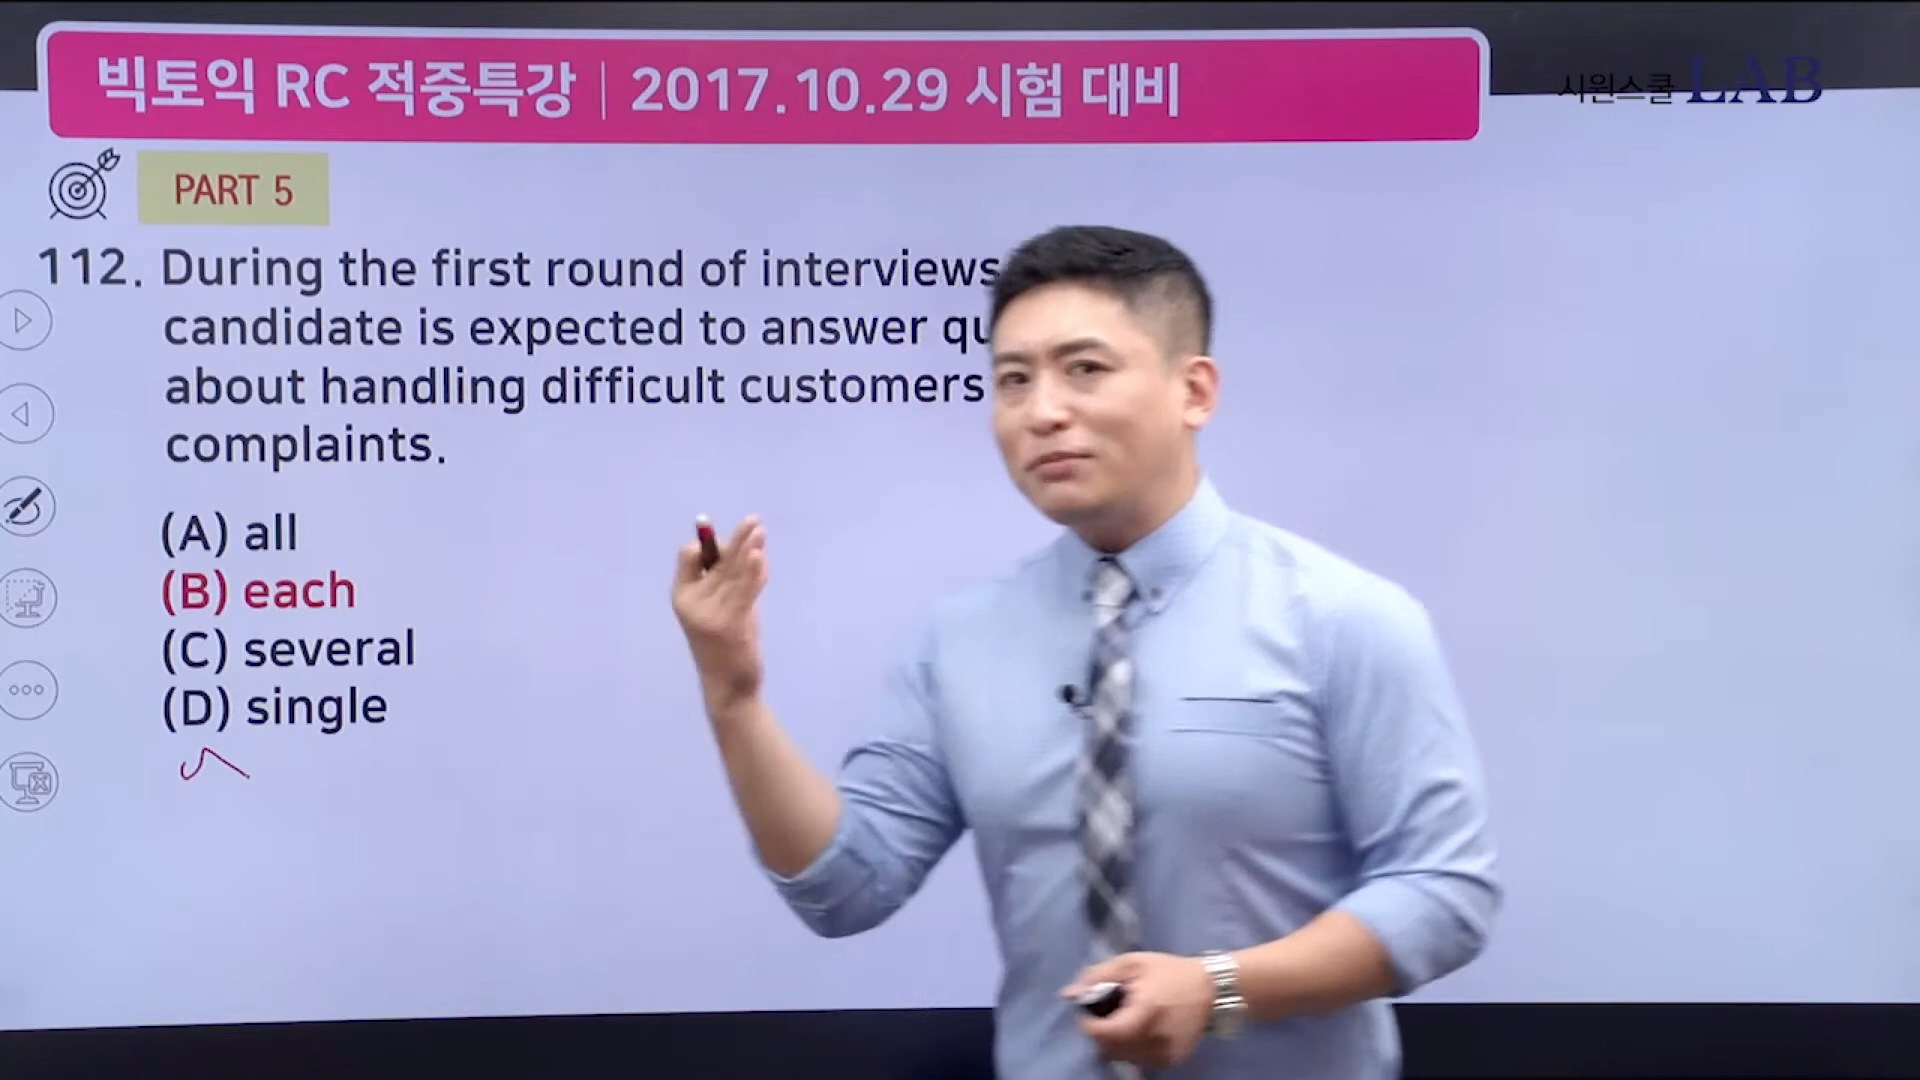 빅토익 RC 적중특강 | 2017.10.29 시험 대비
시원스쿨 LAB
PART 5
112. During the first round of interviews
candidate is expected to answer
about handling difficult customers
complaints.
(A) all
(B) each
(C) several
(D) single